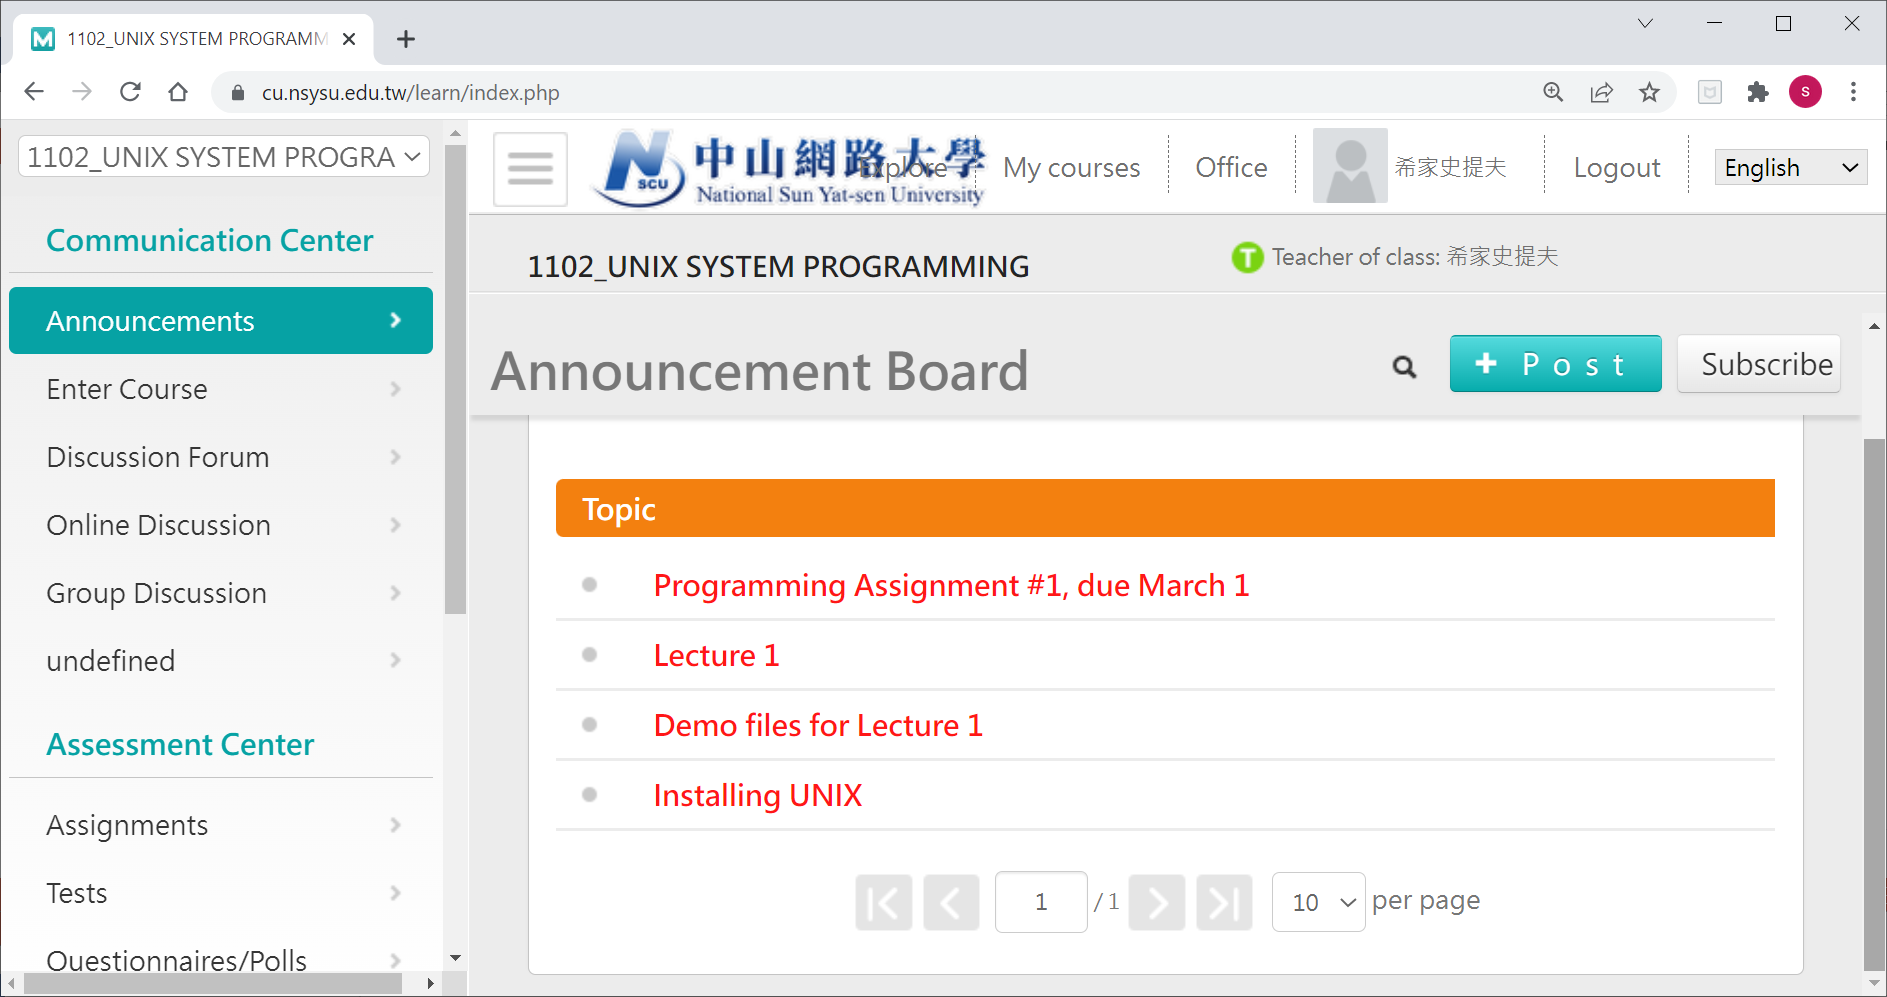 1102_UNIX SYSTEM PROGRAMM
cu.nsysu.edu.tw/learn/index.php
S
1102_UNIX SYSTEM PROGRA
SCU
中山網路大學
National Sun Yat-sen University
Explore
My courses
Office
希家史提夫
Logout
English
Communication Center
Announcements
Enter Course
Discussion Forum
Online Discussion
Group Discussion
undefined
Assessment Center
Assignments
Tests
Questionnaires/Polls
1102_UNIX SYSTEM PROGRAMMING
T Teacher of class: 希家史提夫
Announcement Board
+ Post
Subscribe
Topic
Programming Assignment #1, due March 1
Lecture 1
Demo files for Lecture 1
Installing UNIX
1 / 1
10 per page